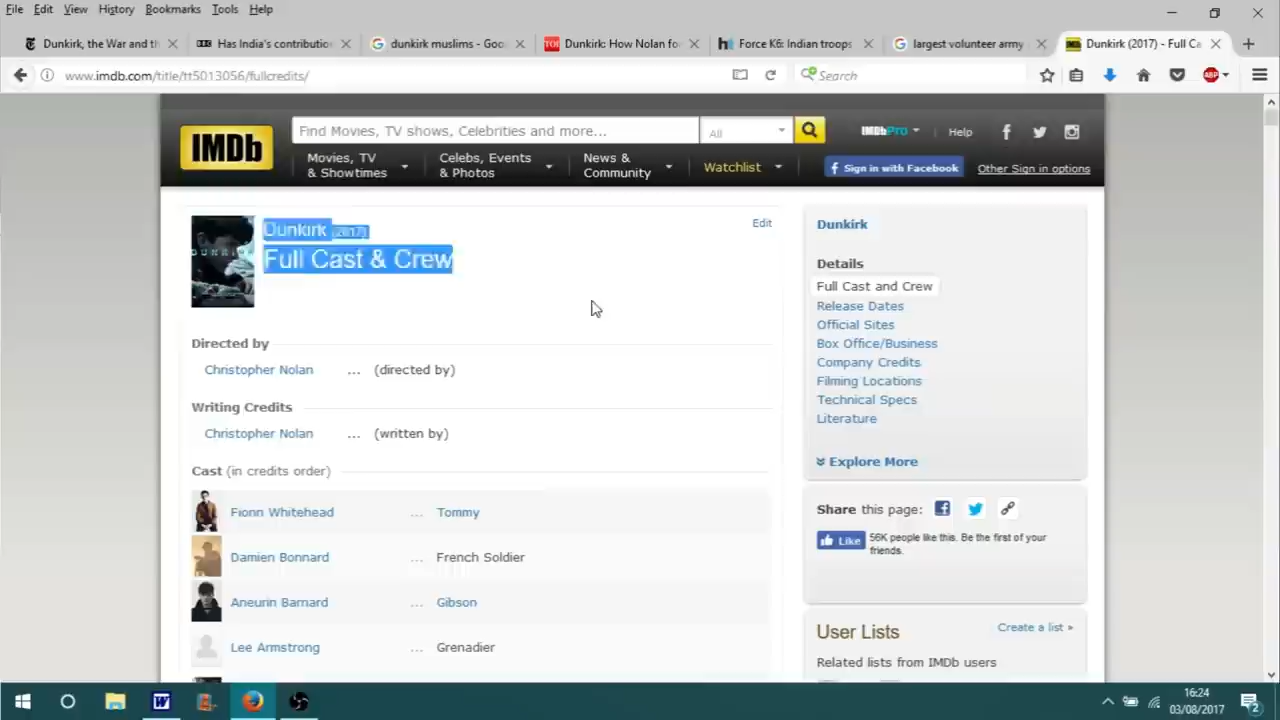 File Edit View History Bookmarks Tools Help
Dunkirk, the War and th
Has India's contributio
dunkirk muslims - Goo
TOI Dunkirk: How Nolan fo
ht Force K6: Indian troops
largest volunteer army
Dunkirk (2017) - Full Ca
www.imdb.com/title/tt5013056/fullcredits/
Search
ABP
IMDb
Find Movies, TV shows, Celebrities and more...
All
IMDbPro
Help
Movies, TV & Showtimes
Celebs, Events & Photos
News & Community
Watchlist
Sign in with Facebook
Other Sign in options
DUNKIRK
Dunkirk (2017)
Full Cast & Crew
Edit
Directed by
Christopher Nolan ... (directed by)
Writing Credits
Christopher Nolan ... (written by)
Cast (in credits order)
Fionn Whitehead ... Tommy
Damien Bonnard ... French Soldier
Aneurin Barnard ... Gibson
Lee Armstrong ... Grenadier
Dunkirk
Details
Full Cast and Crew
Release Dates
Official Sites
Box Office/Business
Company Credits
Filming Locations
Technical Specs
Literature
Explore More
Share this page:
Like
56K people like this. Be the first of your
friends.
User Lists
Create a list »
Related lists from IMDb users
16:24
03/08/2017
2